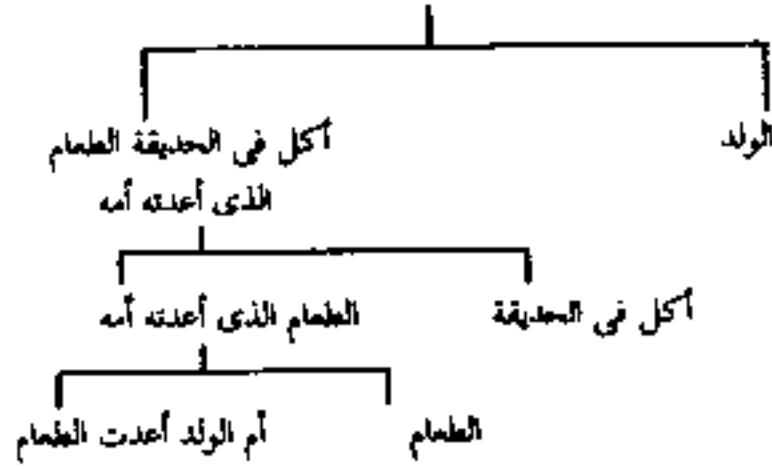 الولد
أكل فى الحديقة الطعام
الذى أعدته أمه
أكل فى الحديقة
الطعام الذى أعدته أمه
الطعام
أم الولد أعدت الطعام